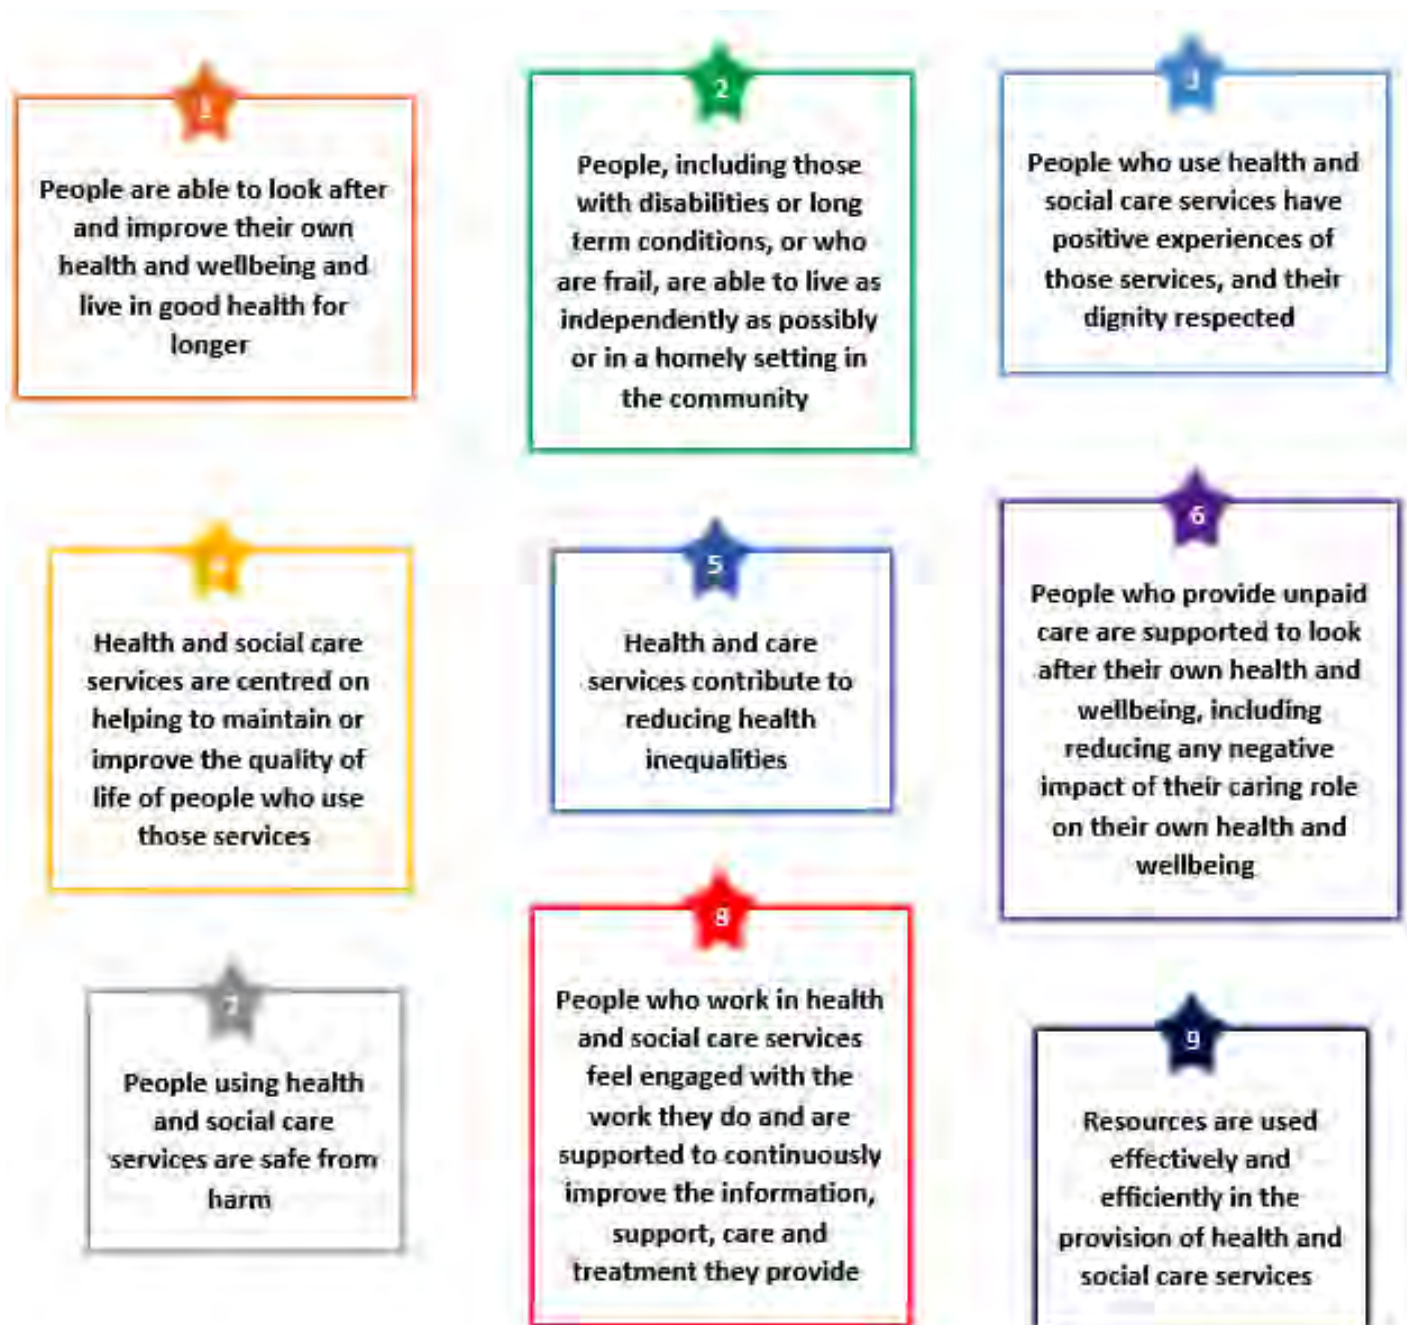 1
People are able to look after
and improve their own
health and wellbeing and
live in good health for
longer
2
People, including those
with disabilities or long
term conditions, or who
are frail, are able to live as
independently as possibly
or in a homely setting in
the community
3
People who use health and
social care services have
positive experiences of
those services, and their
dignity respected
Health and social care
services are centred on
helping to maintain or
improve the quality of
life of people who use
those services
5
Health and care
services contribute to
reducing health
inequalities
6
People who provide unpaid
care are supported to look
after their own health and
wellbeing, including
reducing any negative
impact of their caring role
on their own health and
wellbeing
7
People using health
and social care
services are safe from
harm
8
People who work in health
and social care services
feel engaged with the
work they do and are
supported to continuously
improve the information,
support, care and
treatment they provide
9
Resources are used
effectively and
efficiently in the
provision of health and
social care services